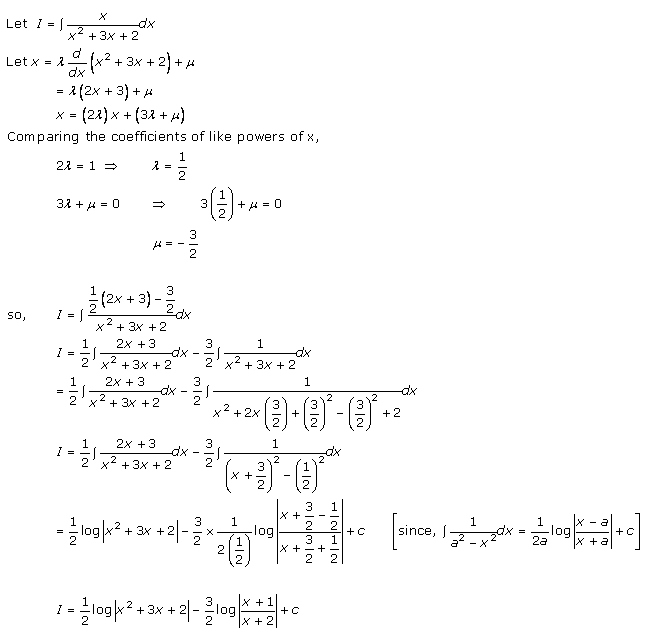 Let I = ∫ x/(x² + 3x + 2) dx
Let x = λ d/dx (x² + 3x + 2) + μ
= λ(2x + 3) + μ
x = (2λ)x + (3λ + μ)
Comparing the coefficients of like powers of x,
2λ = 1 ⇒ λ = 1/2
3λ + μ = 0 ⇒ 3(1/2) + μ = 0
μ = - 3/2
so, I = ∫ (1/2 (2x + 3) - 3/2)/(x² + 3x + 2) dx
I = 1/2 ∫ (2x + 3)/(x² + 3x + 2) dx - 3/2 ∫ 1/(x² + 3x + 2) dx
= 1/2 ∫ (2x + 3)/(x² + 3x + 2) dx - 3/2 ∫ 1/(x² + 2x(3/2) + (3/2)² - (3/2)² + 2) dx
I = 1/2 ∫ (2x + 3)/(x² + 3x + 2) dx - 3/2 ∫ 1/((x + 3/2)² - (1/2)²) dx
= 1/2 log|x² + 3x + 2| - 3/2 × 1/(2(1/2)) log|(x + 3/2 - 1/2)/(x + 3/2 + 1/2)| + c [since, ∫ 1/(a² - x²) dx = 1/2a log|(x - a)/(x + a)| + c]
I = 1/2 log|x² + 3x + 2| - 3/2 log|(x + 1)/(x + 2)| + c